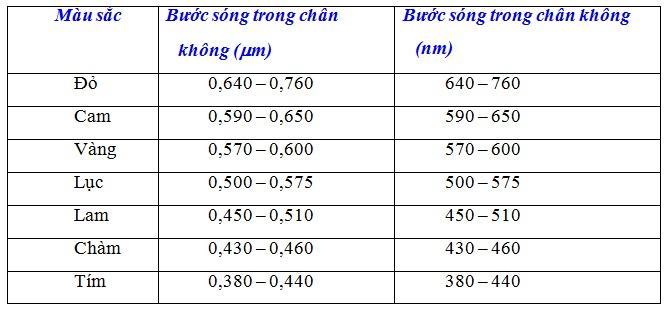 Màu sắc Bước sóng trong chân Bước sóng trong chân không
không (μm) (nm)
Đỏ 0,640 – 0,760 640 – 760
Cam 0,590 – 0,650 590 – 650
Vàng 0,570 – 0,600 570 – 600
Lục 0,500 – 0,575 500 – 575
Lam 0,450 – 0,510 450 – 510
Chàm 0,430 – 0,460 430 – 460
Tím 0,380 – 0,440 380 – 440